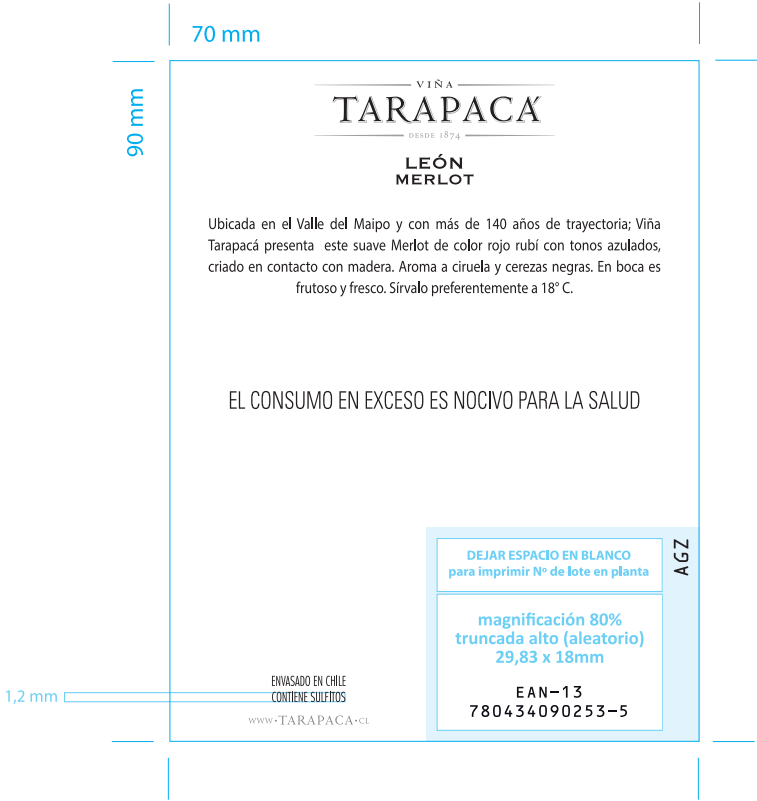 70 mm
90 mm
VIÑA
TARAPACÁ
DESDE 1874
LEÓN
MERLOT
Ubicada en el Valle del Maipo y con más de 140 años de trayectoria; Viña
Tarapacá presenta este suave Merlot de color rojo rubí con tonos azulados,
criado en contacto con madera. Aroma a ciruela y cerezas negras. En boca es
frutoso y fresco. Sírvalo preferentemente a 18° C.
EL CONSUMO EN EXCESO ES NOCIVO PARA LA SALUD
DEJAR ESPACIO EN BLANCO
para imprimir Nº de lote en planta
AGZ
magnificación 80%
truncada alto (aleatorio)
29,83 x 18mm
EAN-13
780434090253-5
ENVASADO EN CHILE
1,2 mm
CONTIENE SULFITOS
WWW•TARAPACA•CL